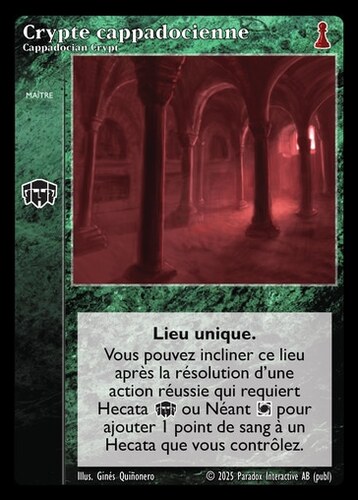 Crypte cappadocienne
Cappadocian Crypt
MAÎTRE
Lieu unique.
Vous pouvez incliner ce lieu
après la résolution d'une
action réussie qui requiert
Hecata ou Néant pour
ajouter 1 point de sang à un
Hecata que vous contrôlez.
Illus. Ginés Quiñonero
© 2025 Paradox Interactive AB (publ)